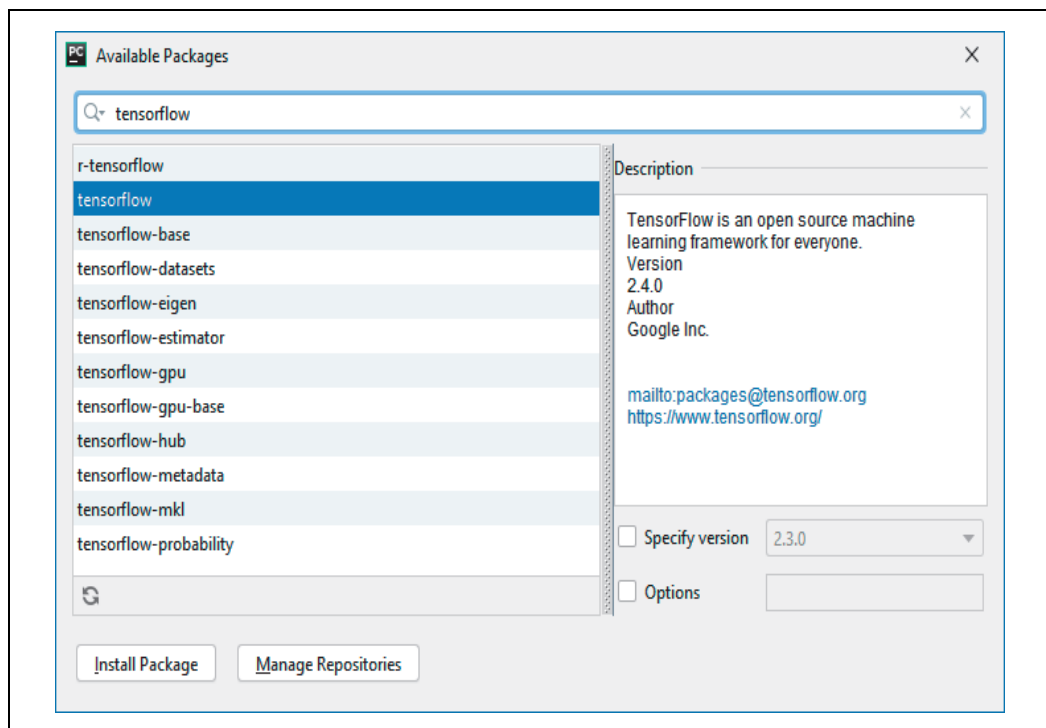 PC Available Packages
tensorflow
r-tensorflow
tensorflow
tensorflow-base
tensorflow-datasets
tensorflow-eigen
tensorflow-estimator
tensorflow-gpu
tensorflow-gpu-base
tensorflow-hub
tensorflow-metadata
tensorflow-mkl
tensorflow-probability
Description
TensorFlow is an open source machine
learning framework for everyone.
Version
2.4.0
Author
Google Inc.
mailto:packages@tensorflow.org
https://www.tensorflow.org/
Specify version 2.3.0
Options
Install Package Manage Repositories